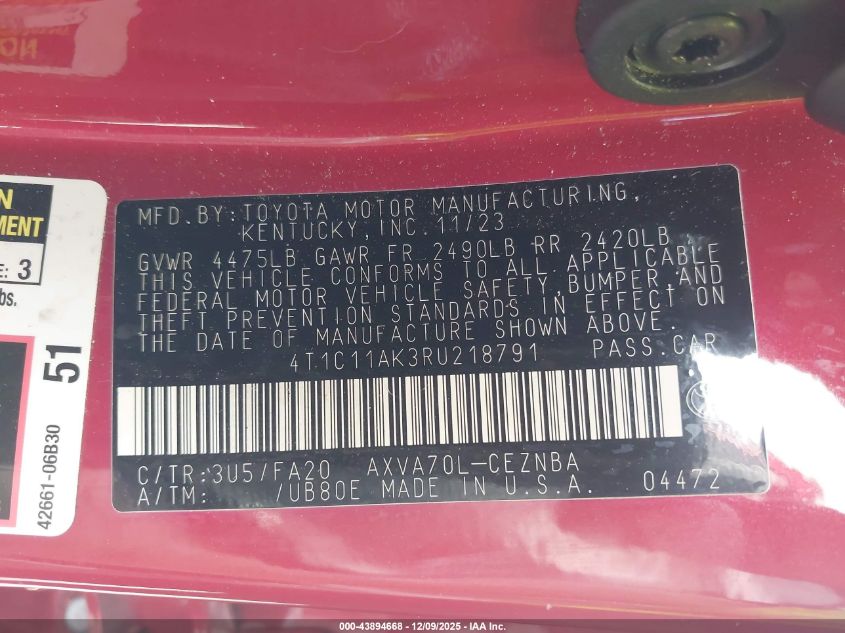 MFD.BY:TOYOTA MOTOR MANUFACTURING,
KENTUCKY, INC. 11/23
GVWR 4475LB GAWR FR 2490LB RR 2420LB
THIS VEHICLE CONFORMS TO ALL APPLICABLE
FEDERAL MOTOR VEHICLE SAFETY, BUMPER, AND
THEFT PREVENTION STANDARDS IN EFFECT ON
THE DATE OF MANUFACTURE SHOWN ABOVE.
4T1C11AK3RU218791 PASS.CAR
C/TR:3U5/FA20 AXVA70L-CEZNBA
A/TM: /UB80E MADE IN U.S.A. 04472
N
MENT
E: 3
bs.
51
42661-06B30
000-43894668 - 12/09/2025 - IAA Inc.